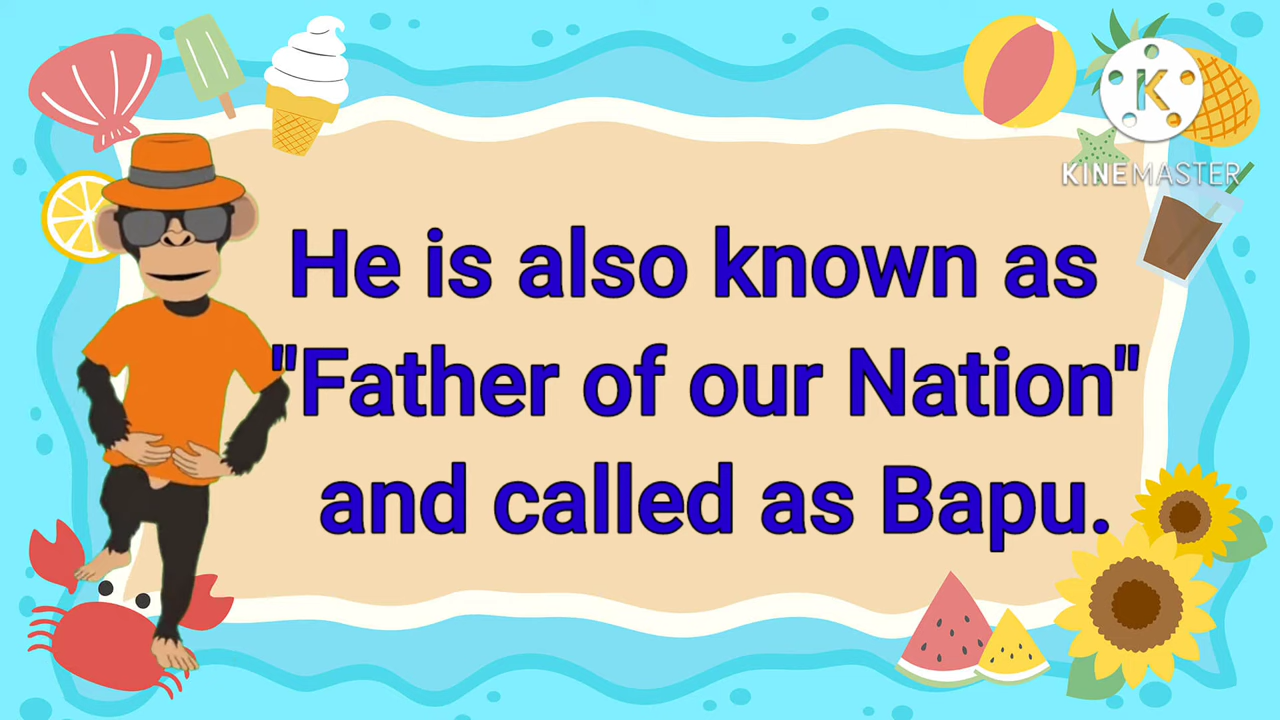 KINEMASTER
He is also known as
"Father of our Nation"
and called as Bapu.